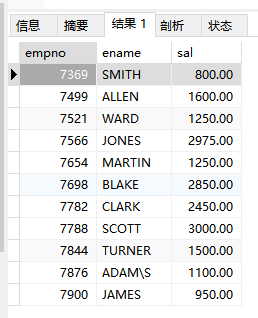 信息 摘要 结果 1 剖析 状态
empno ename sal
7369 SMITH 800.00
7499 ALLEN 1600.00
7521 WARD 1250.00
7566 JONES 2975.00
7654 MARTIN 1250.00
7698 BLAKE 2850.00
7782 CLARK 2450.00
7788 SCOTT 3000.00
7844 TURNER 1500.00
7876 ADAM\S 1100.00
7900 JAMES 950.00